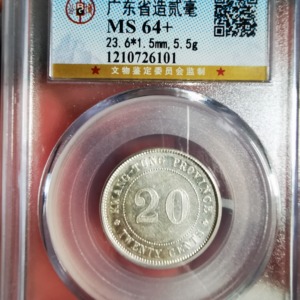 广东省造贰毫
MS 64+
23.6*1.5mm,5.5g
1210726101
★文物鉴定委员会监制★
KWANG-TUNG PROVINCE
20
TWENTY CENTS